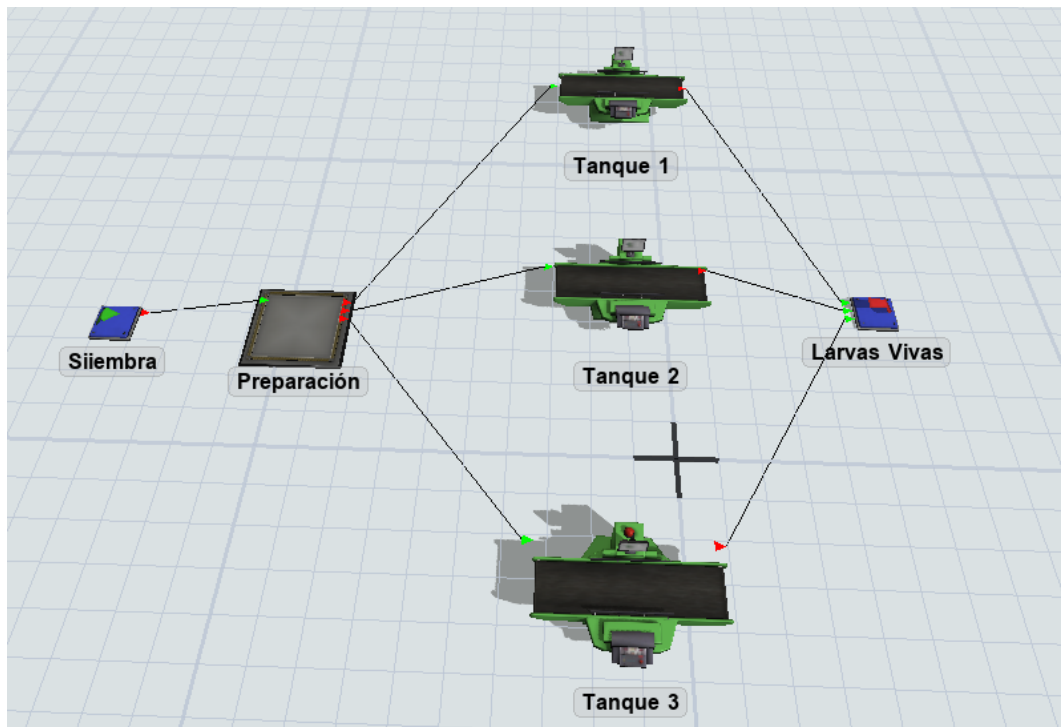 Tanque 1
Tanque 2
Siiembra
Preparación
Larvas Vivas
Tanque 3